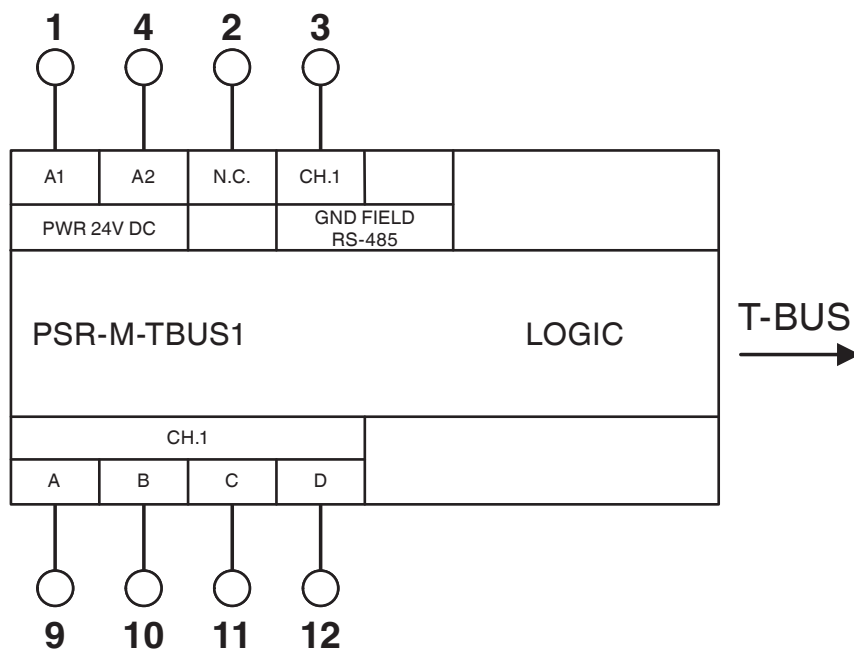 1 4 2 3
A1 A2 N.C. CH.1
PWR 24V DC GND FIELD
RS-485
PSR-M-TBUS1 LOGIC T-BUS
CH.1
A B C D
9 10 11 12